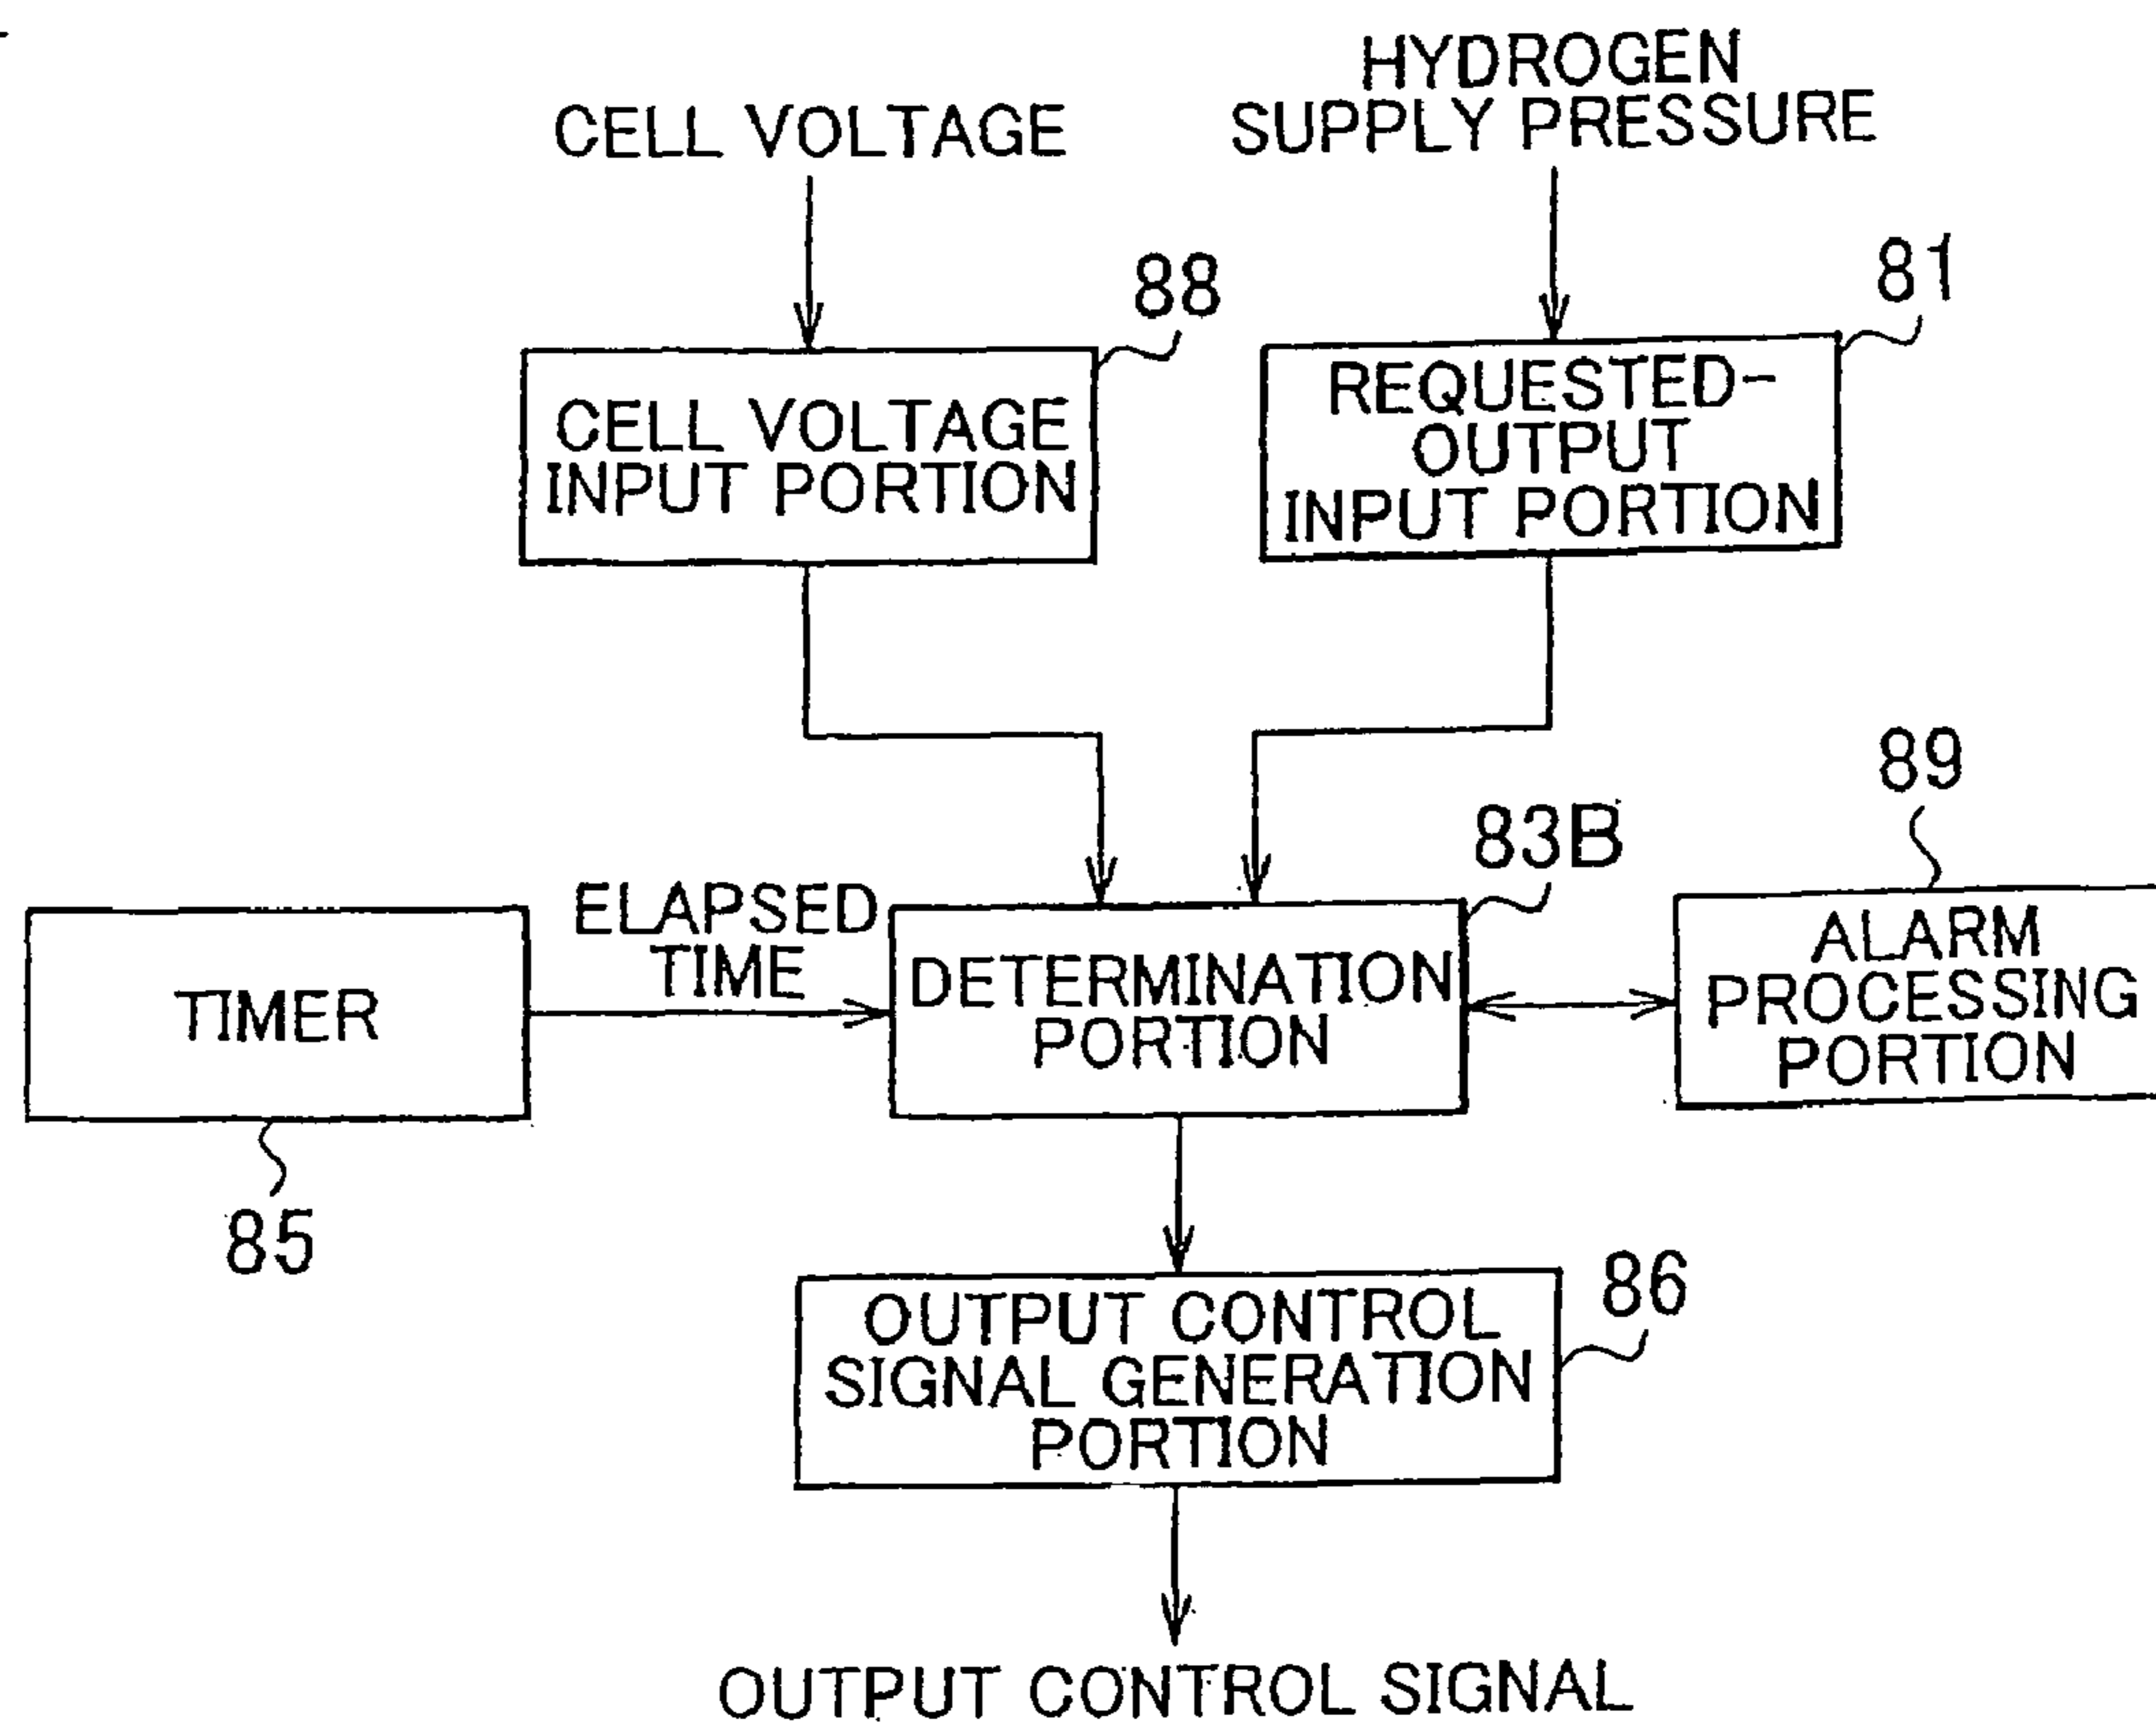 HYDROGEN
SUPPLY PRESSURE
CELL VOLTAGE
88
81
CELL VOLTAGE
INPUT PORTION
REQUESTED-
OUTPUT
INPUT PORTION
89
83B
ELAPSED
TIME
TIMER
DETERMINATION
PORTION
ALARM
PROCESSING
PORTION
85
86
OUTPUT CONTROL
SIGNAL GENERATION
PORTION
OUTPUT CONTROL SIGNAL